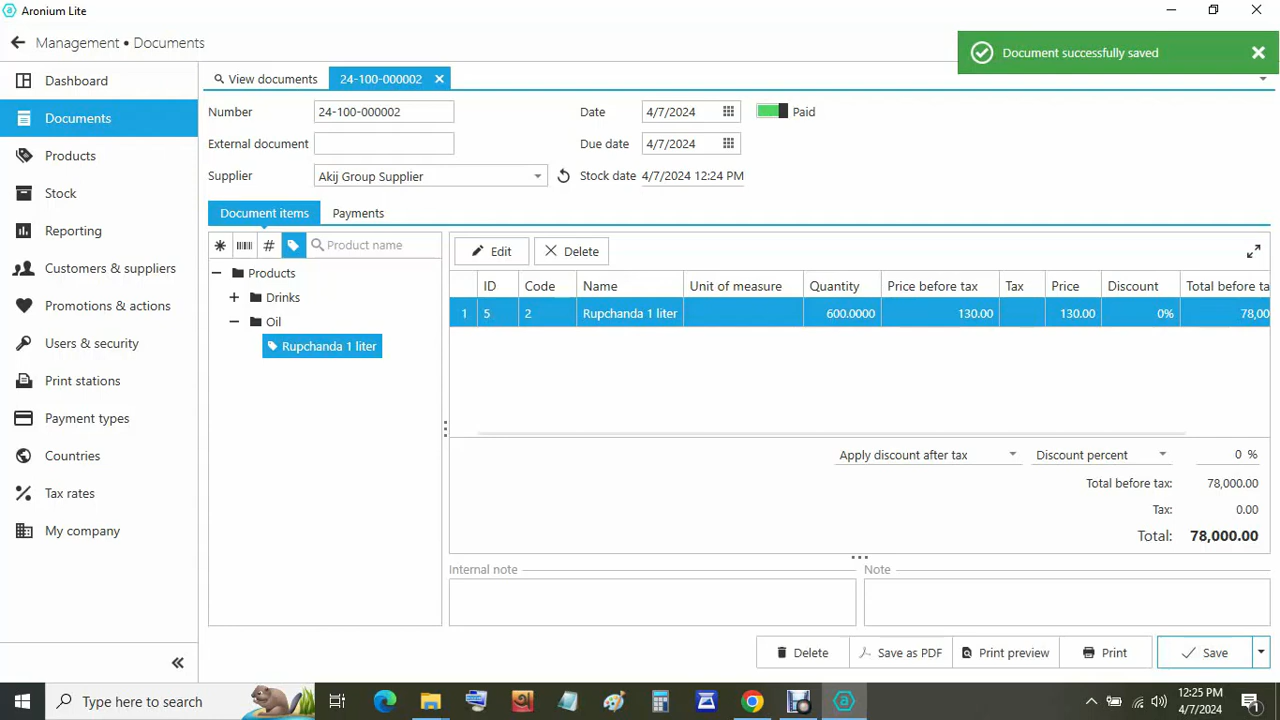 Aronium Lite
Management • Documents
Document successfully saved
Dashboard
Documents
Products
Stock
Reporting
Customers & suppliers
Promotions & actions
Users & security
Print stations
Payment types
Countries
Tax rates
My company
View documents 24-100-000002
Number 24-100-000002 Date 4/7/2024 Paid
External document Due date 4/7/2024
Supplier Akij Group Supplier Stock date 4/7/2024 12:24 PM
Document items Payments
# Product name
Edit Delete
Products
Drinks
Oil
Rupchanda 1 liter
ID Code Name Unit of measure Quantity Price before tax Tax Price Discount Total before ta
1 5 2 Rupchanda 1 liter 600.0000 130.00 130.00 0% 78,00
Apply discount after tax Discount percent 0 %
Total before tax: 78,000.00
Tax: 0.00
Total: 78,000.00
Internal note Note
Delete Save as PDF Print preview Print Save
Type here to search
12:25 PM
4/7/2024
1